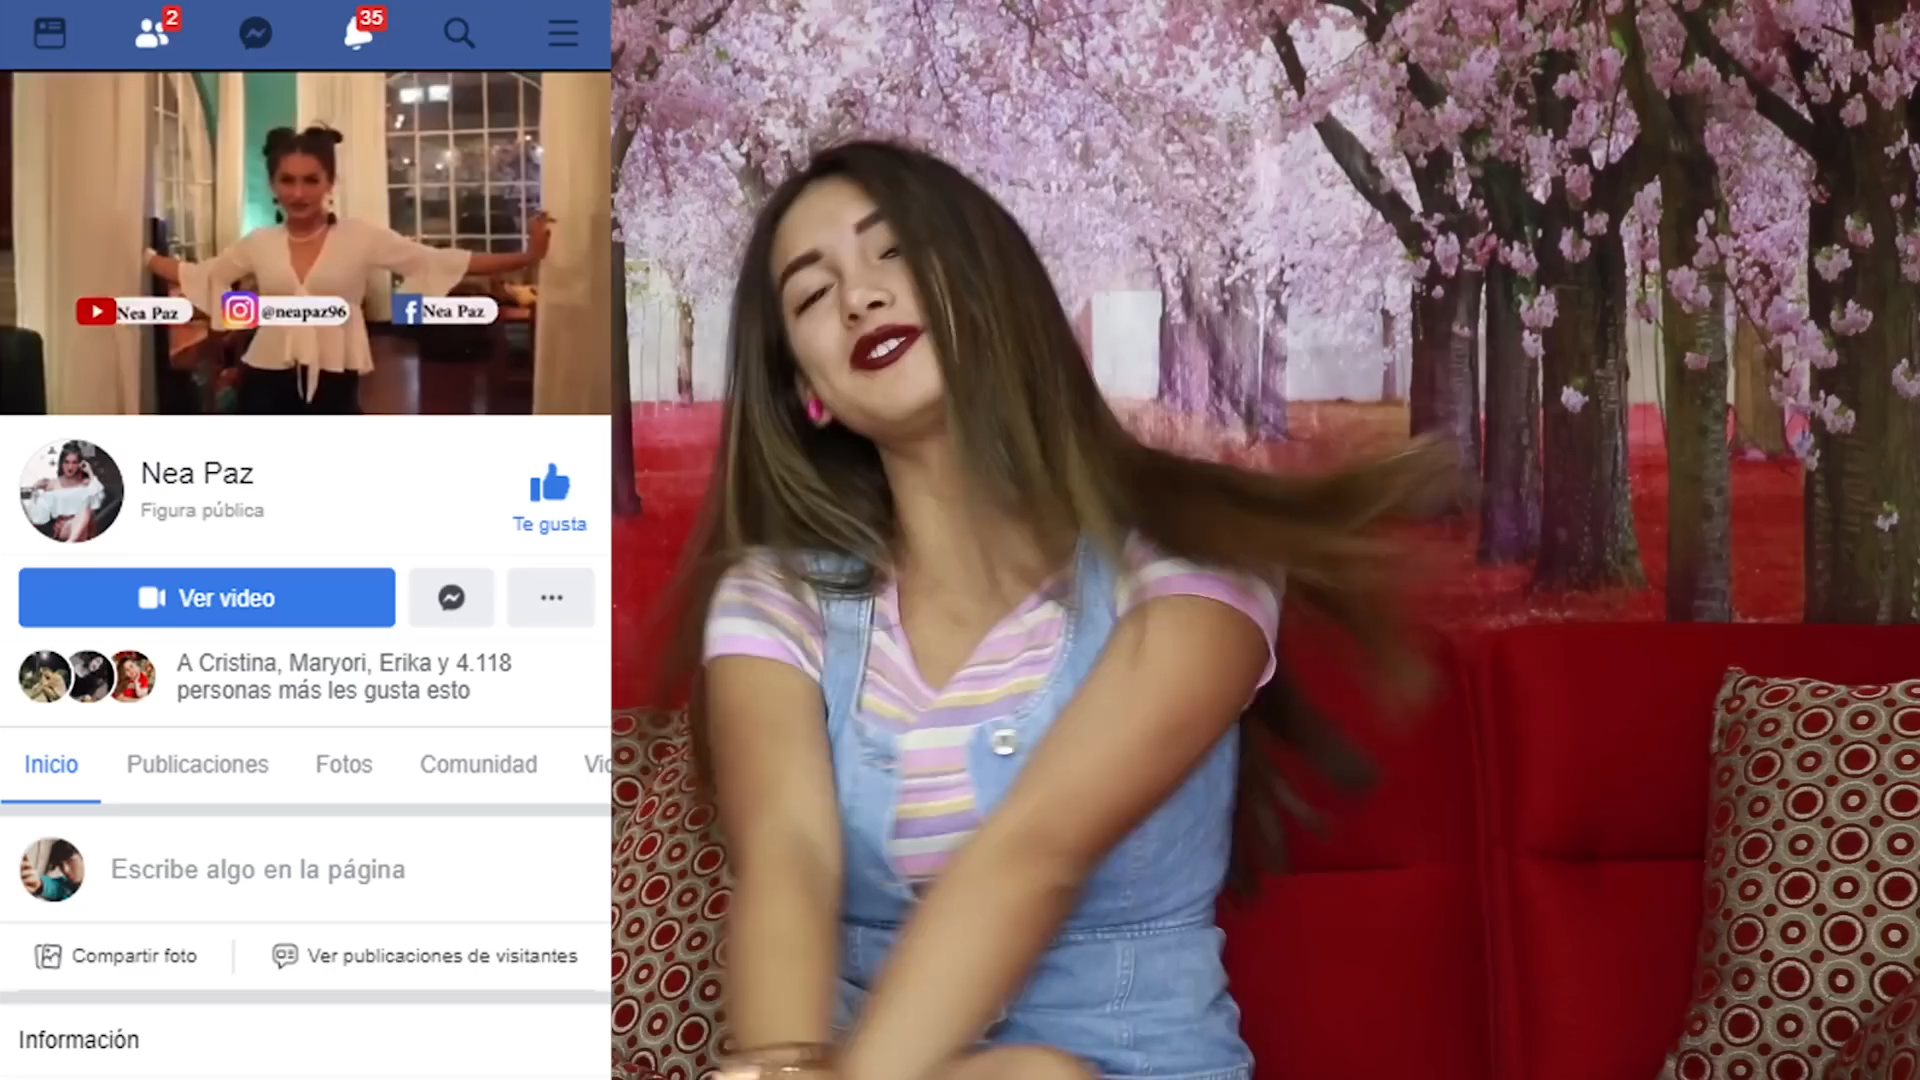 2
35
Nea Paz
@neapaz96
Nea Paz
Nea Paz
Figura pública
Te gusta
Ver video
A Cristina, Maryori, Erika y 4.118
personas más les gusta esto
Inicio
Publicaciones
Fotos
Comunidad
Escribe algo en la página
Compartir foto
Ver publicaciones de visitantes
Información